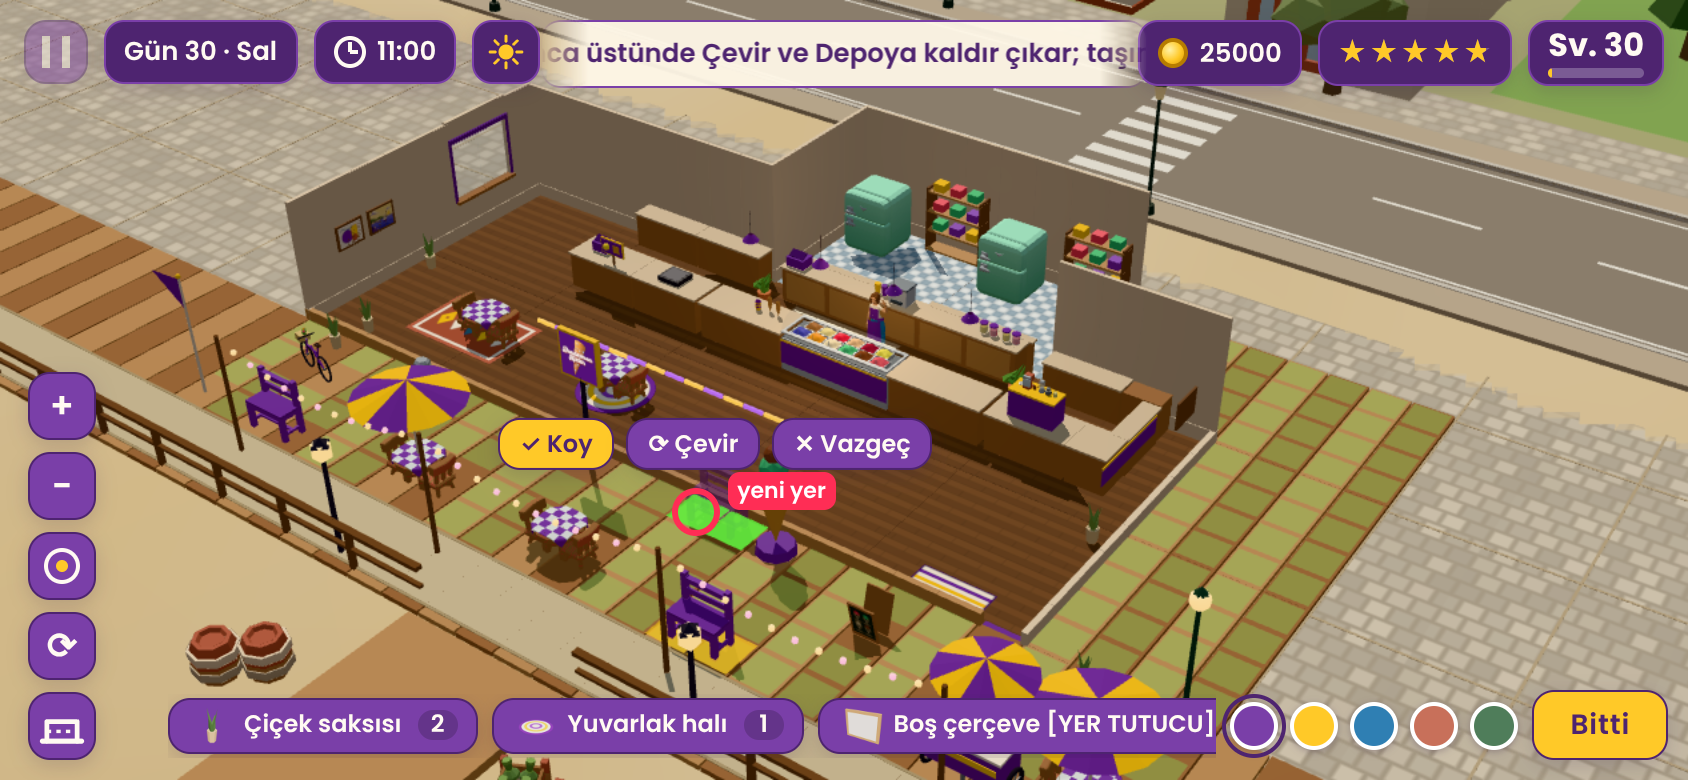 Gün 30 · Sal
11:00
ca üstünde Çevir ve Depoya kaldır çıkar; taşır
25000
Sv. 30
✓ Koy
⟳ Çevir
✕ Vazgeç
yeni yer
+
−
⟳
Çiçek saksısı 2
Yuvarlak halı 1
Boş çerçeve [YER TUTUCU]
Bitti